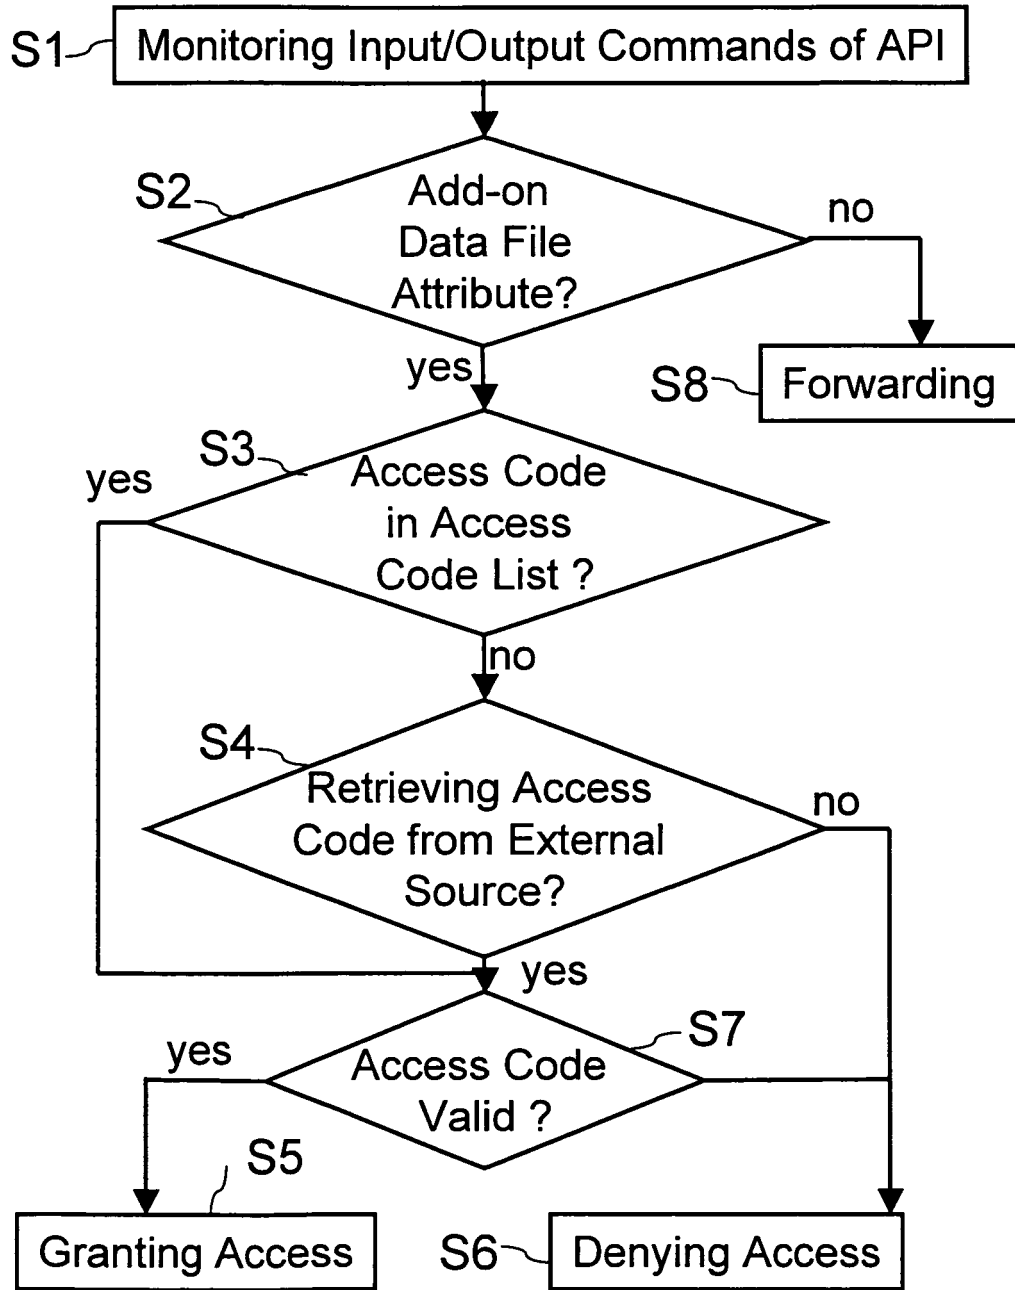 S1
Monitoring Input/Output Commands of API
S2
Add-on
Data File
Attribute?
no
yes
S8
Forwarding
S3
yes
Access Code
in Access
Code List ?
no
S4
Retrieving Access
Code from External
Source?
no
yes
S7
yes
Access Code
Valid ?
S5
Granting Access
S6
Denying Access